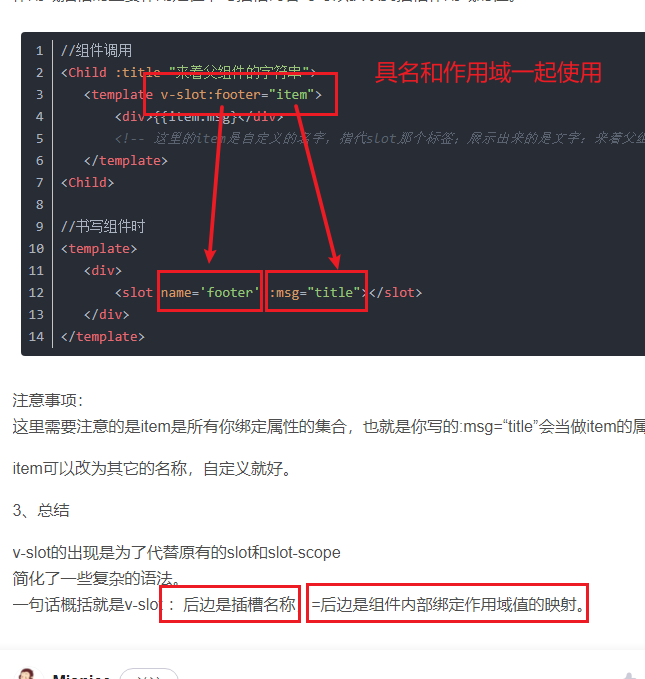 1 //组件调用
具名和作用域一起使用
2 <Child :title "来着父组件的字符串">
3 <template v-slot:footer="item">
4 <div>{{item.msg}</div>
5 <!-- 这里的item是自定义的名字，指代slot那个标签；展示出来的是文字：来着父
6 </template>
7 <Child>
8
9 //书写组件时
10 <template>
11 <div>
12 <slot name='footer' :msg="title"></slot>
13 </div>
14 </template>
注意事项：
这里需要注意的是item是所有你绑定属性的集合，也就是你写的:msg=“title”会当做item的属
item可以改为其它的名称，自定义就好。
3、总结
v-slot的出现是为了代替原有的slot和slot-scope
简化了一些复杂的语法。
一句话概括就是v-slot ：后边是插槽名称 =后边是组件内部绑定作用域值的映射。